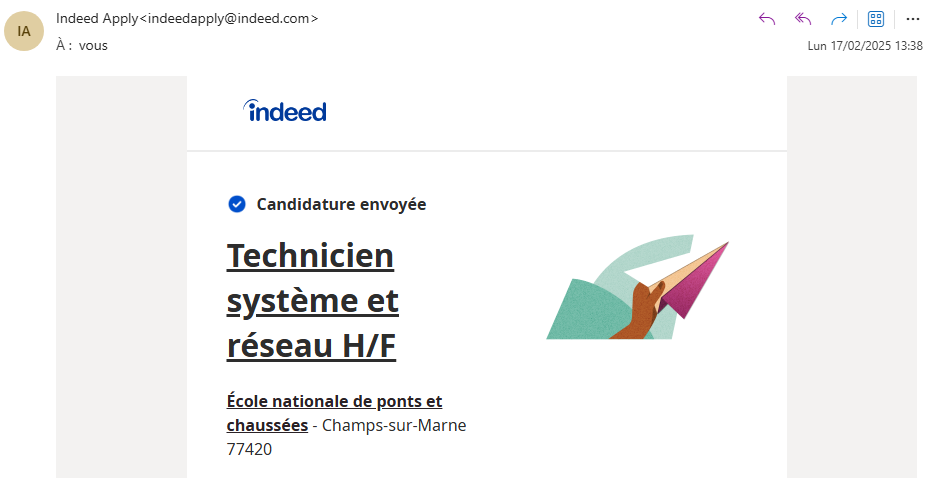 IA
Indeed Apply<indeedapply@indeed.com>
À : vous
Lun 17/02/2025 13:38
indeed
Candidature envoyée
Technicien
système et
réseau H/F
École nationale de ponts et
chaussées - Champs-sur-Marne
77420